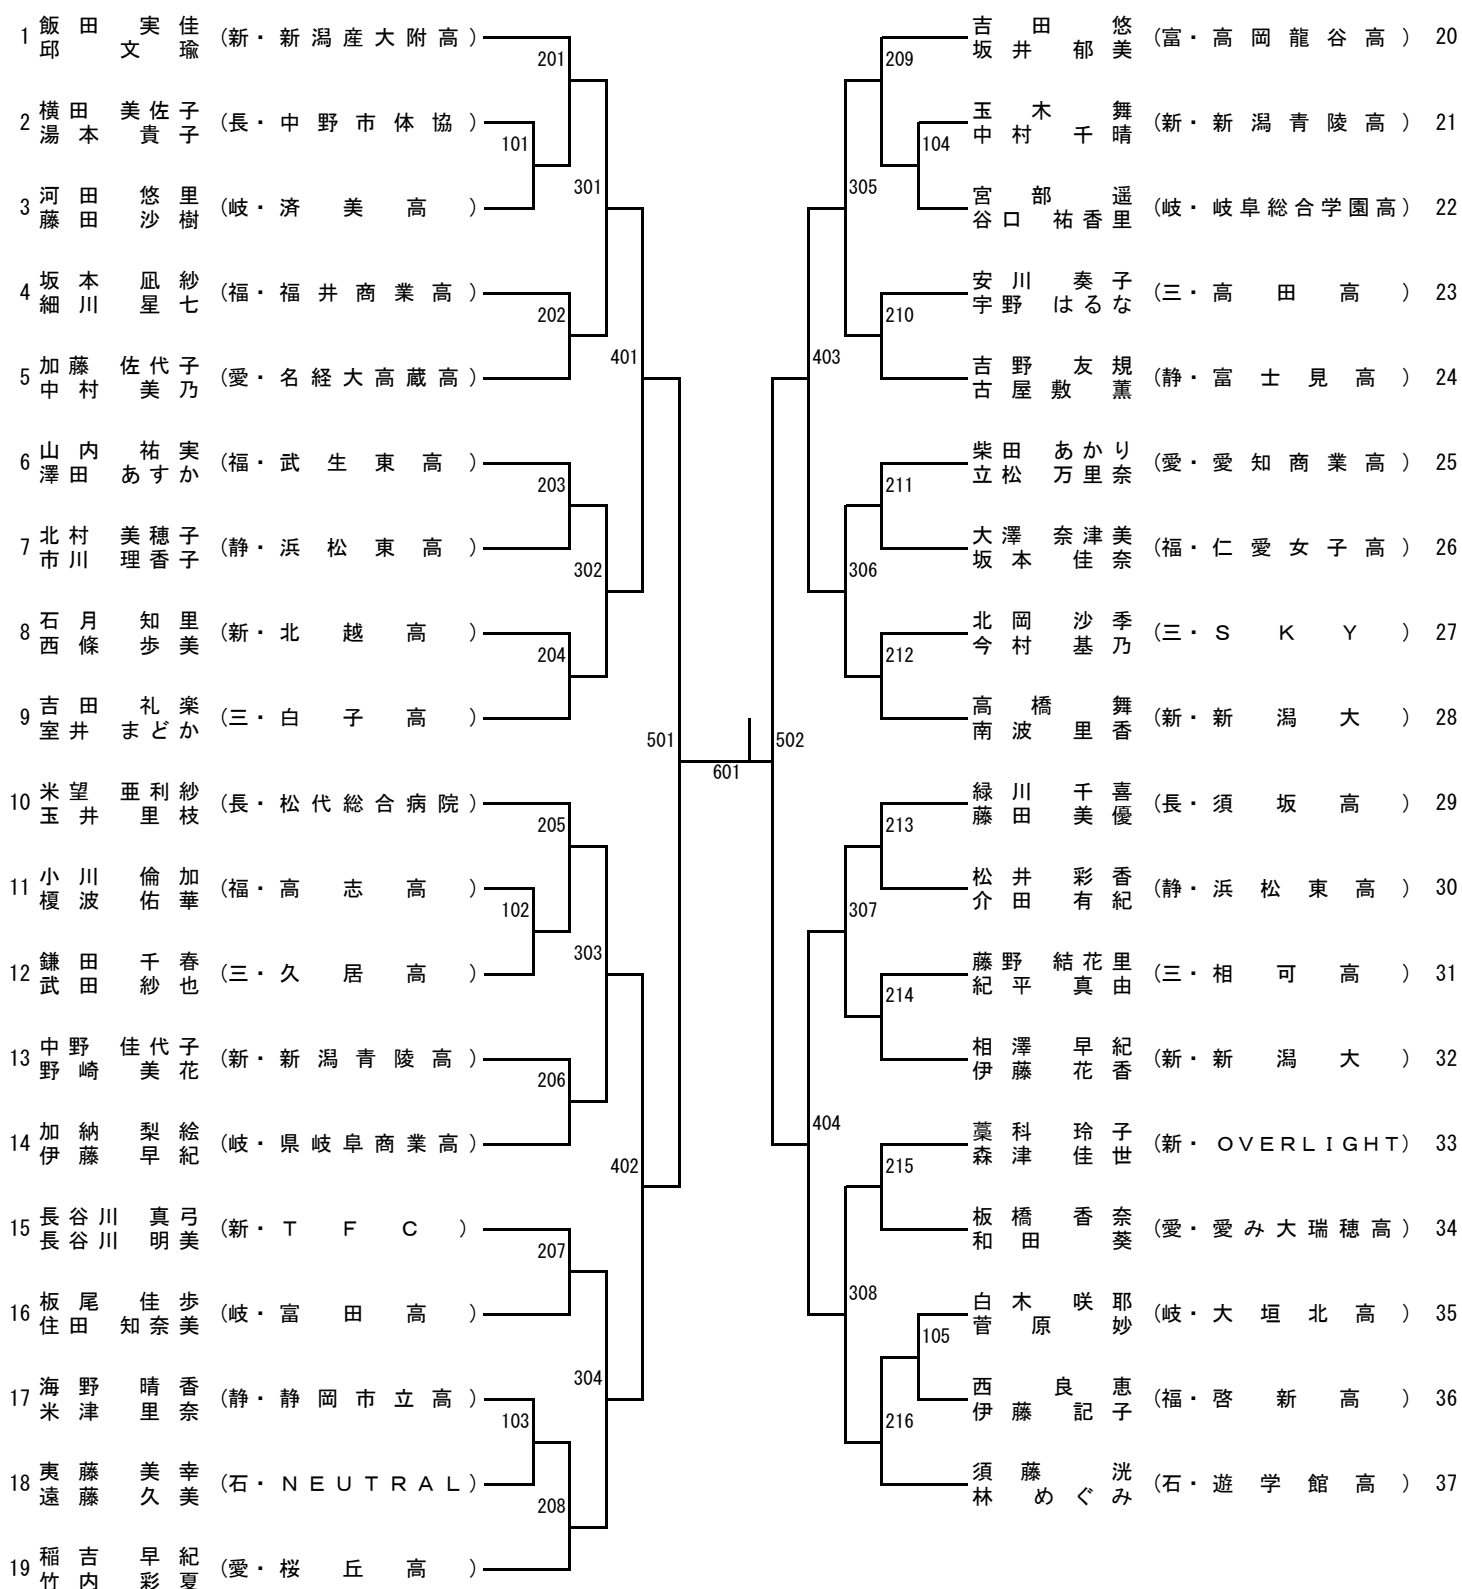 1 飯田 実佳 (新・新潟産大附高)
邱 文瑜
201
2 横田 美佐子 (長・中野市体協)
湯本 貴子
101
301
3 河田 悠里 (岐・済美高)
藤田 沙樹
4 坂本 凪紗 (福・福井商業高)
細川 星七
202
401
5 加藤 佐代子 (愛・名経大高蔵高)
中村 美乃
6 山内 祐実 (福・武生東高)
澤田 あすか
203
7 北村 美穂子 (静・浜松東高)
市川 理香子
302
8 石月 知里 (新・北越高)
西條 歩美
204
9 吉田 礼楽 (三・白子高)
室井 まどか
501
601
10 米望 亜利紗 (長・松代総合病院)
玉井 里枝
205
11 小川 倫加 (福・高志高)
榎波 佑華
102
303
12 鎌田 千春 (三・久居高)
武田 紗也
13 中野 佳代子 (新・新潟青陵高)
野崎 美花
206
14 加納 梨絵 (岐・県岐阜商業高)
伊藤 早紀
402
15 長谷川 真弓 (新・TFC)
長谷川 明美
207
16 板尾 佳歩 (岐・富田高)
住田 知奈美
304
17 海野 晴香 (静・静岡市立高)
米津 里奈
103
18 夷藤 美幸 (石・NEUTRAL)
遠藤 久美
208
19 稲吉 早紀 (愛・桜丘高)
竹内 彩夏
吉田 悠 (富・高岡龍谷高) 20
坂井 郁美
209
玉木 舞 (新・新潟青陵高) 21
中村 千晴
104
305
宮部 遥 (岐・岐阜総合学園高) 22
谷口 祐香里
安川 奏子 (三・高田高) 23
宇野 はるな
210
403
吉野 友規 (静・富士見高) 24
古屋敷 薫
柴田 あかり (愛・愛知商業高) 25
立松 万里奈
211
大澤 奈津美 (福・仁愛女子高) 26
坂本 佳奈
306
北岡 沙季 (三・SKY) 27
今村 基乃
212
高橋 舞 (新・新潟大) 28
南波 里香
502
緑川 千喜 (長・須坂高) 29
藤田 美優
213
松井 彩香 (静・浜松東高) 30
介田 有紀
307
藤野 結花里 (三・相可高) 31
紀平 真由
214
相澤 早紀 (新・新潟大) 32
伊藤 花香
404
藁科 玲子 (新・OVERLIGHT) 33
森津 佳世
215
板橋 香奈 (愛・愛み大瑞穂高) 34
和田 葵
308
白木 咲耶 (岐・大垣北高) 35
菅原 妙
105
西 良恵 (福・啓新高) 36
伊藤 記子
216
須藤 洸 (石・遊学館高) 37
林 めぐみ